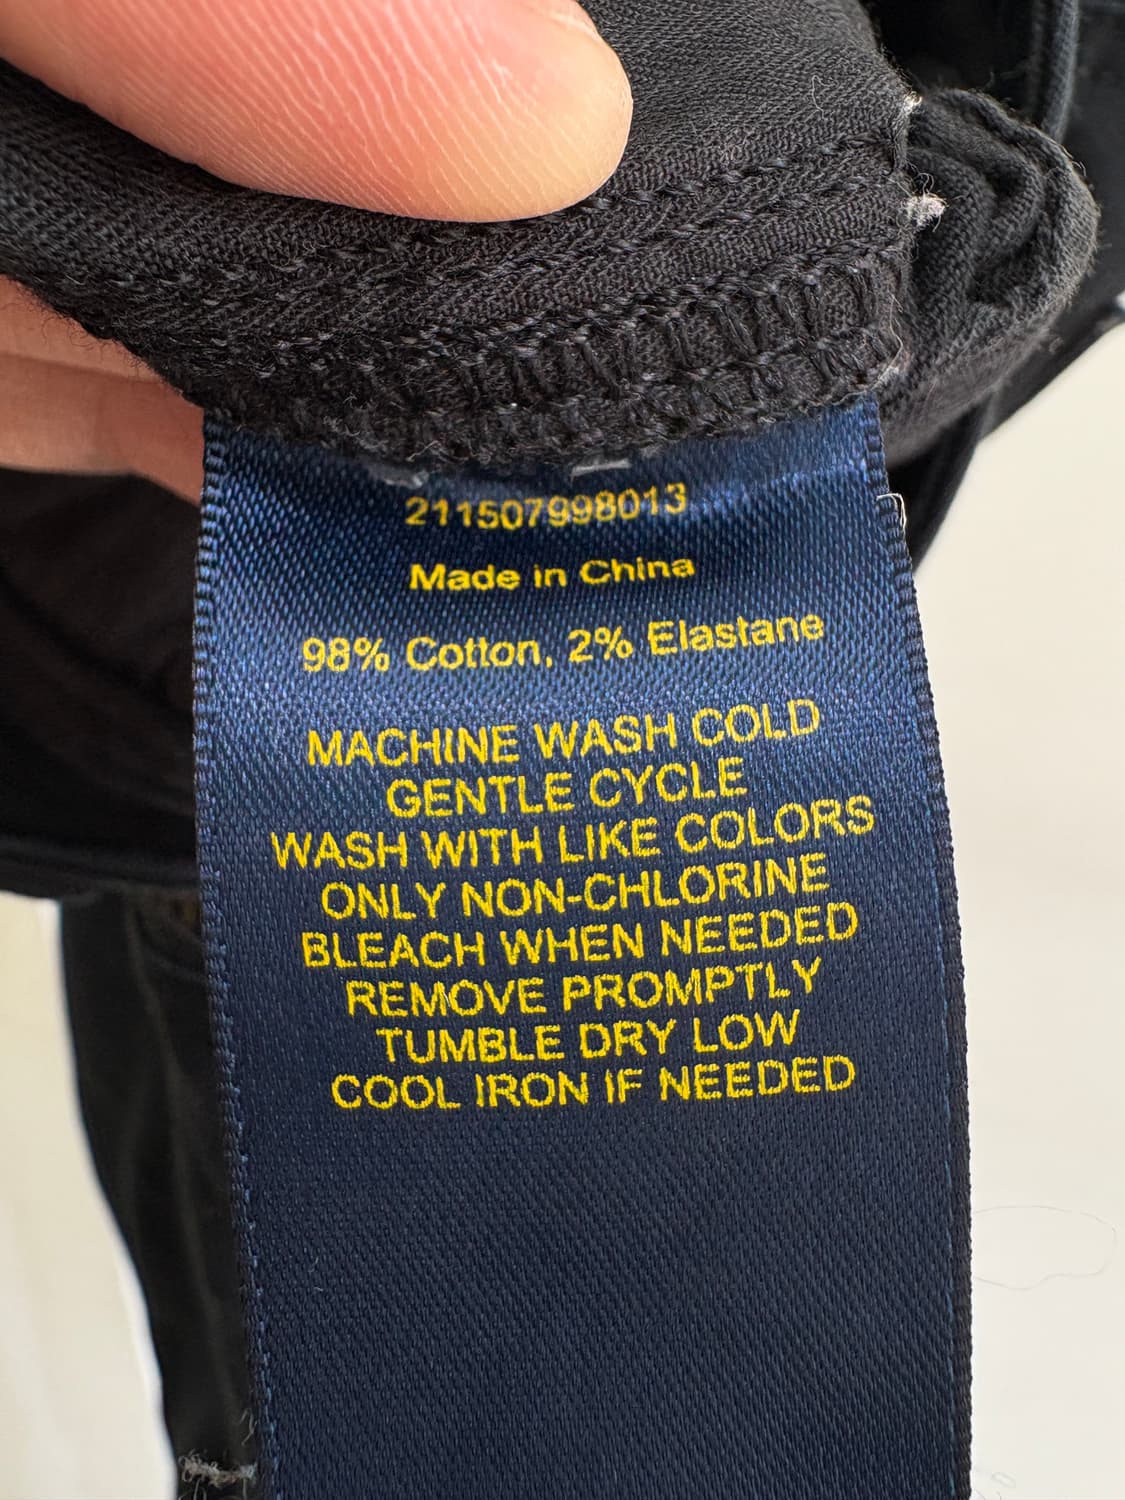 211507998013
Made in China
98% Cotton, 2% Elastane
MACHINE WASH COLD
GENTLE CYCLE
WASH WITH LIKE COLORS
ONLY NON-CHLORINE
BLEACH WHEN NEEDED
REMOVE PROMPTLY
TUMBLE DRY LOW
COOL IRON IF NEEDED